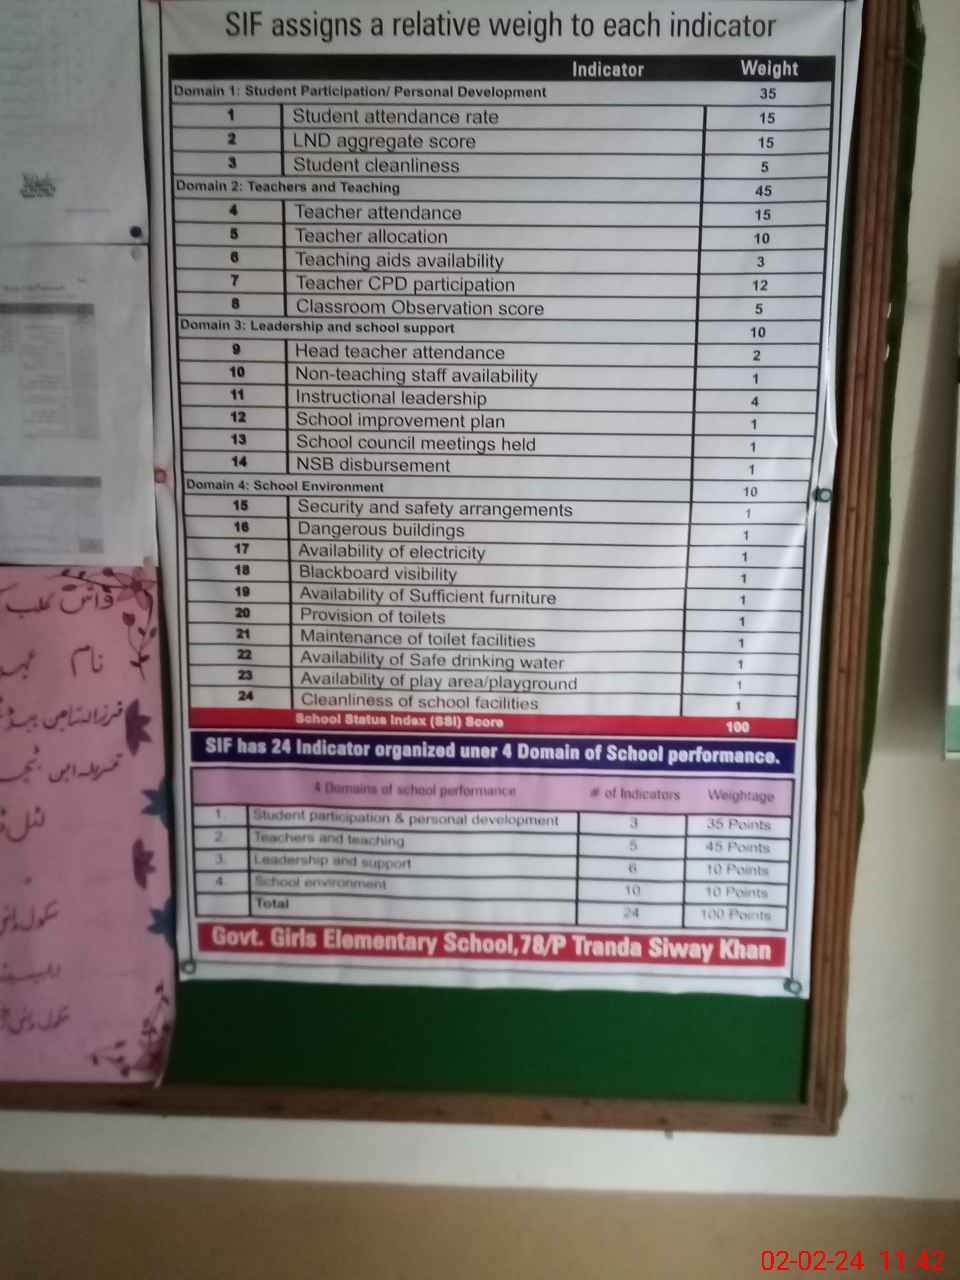 SIF assigns a relative weigh to each indicator
Indicator Weight
Domain 1: Student Participation/ Personal Development 35
1 Student attendance rate 15
2 LND aggregate score 15
3 Student cleanliness 5
Domain 2: Teachers and Teaching 45
4 Teacher attendance 15
5 Teacher allocation 10
6 Teaching aids availability 3
7 Teacher CPD participation 12
8 Classroom Observation score 5
Domain 3: Leadership and school support 10
9 Head teacher attendance 2
10 Non-teaching staff availability 1
11 Instructional leadership 4
12 School improvement plan 1
13 School council meetings held 1
14 NSB disbursement 1
Domain 4: School Environment 10
15 Security and safety arrangements 1
16 Dangerous buildings 1
17 Availability of electricity 1
18 Blackboard visibility 1
19 Availability of Sufficient furniture 1
20 Provision of toilets 1
21 Maintenance of toilet facilities 1
22 Availability of Safe drinking water 1
23 Availability of play area/playground 1
24 Cleanliness of school facilities 1
School Status Index (SSI) Score 100
SIF has 24 Indicator organized uner 4 Domain of School performance.
4 Domains of school performance # of Indicators Weightage
1. Student participation & personal development 3 35 Points
2. Teachers and teaching 5 45 Points
3. Leadership and support 6 10 Points
4. School environment 10 10 Points
Total 24 100 Points
Govt. Girls Elementary School,78/P Tranda Siway Khan
نام
02-02-24 11:42